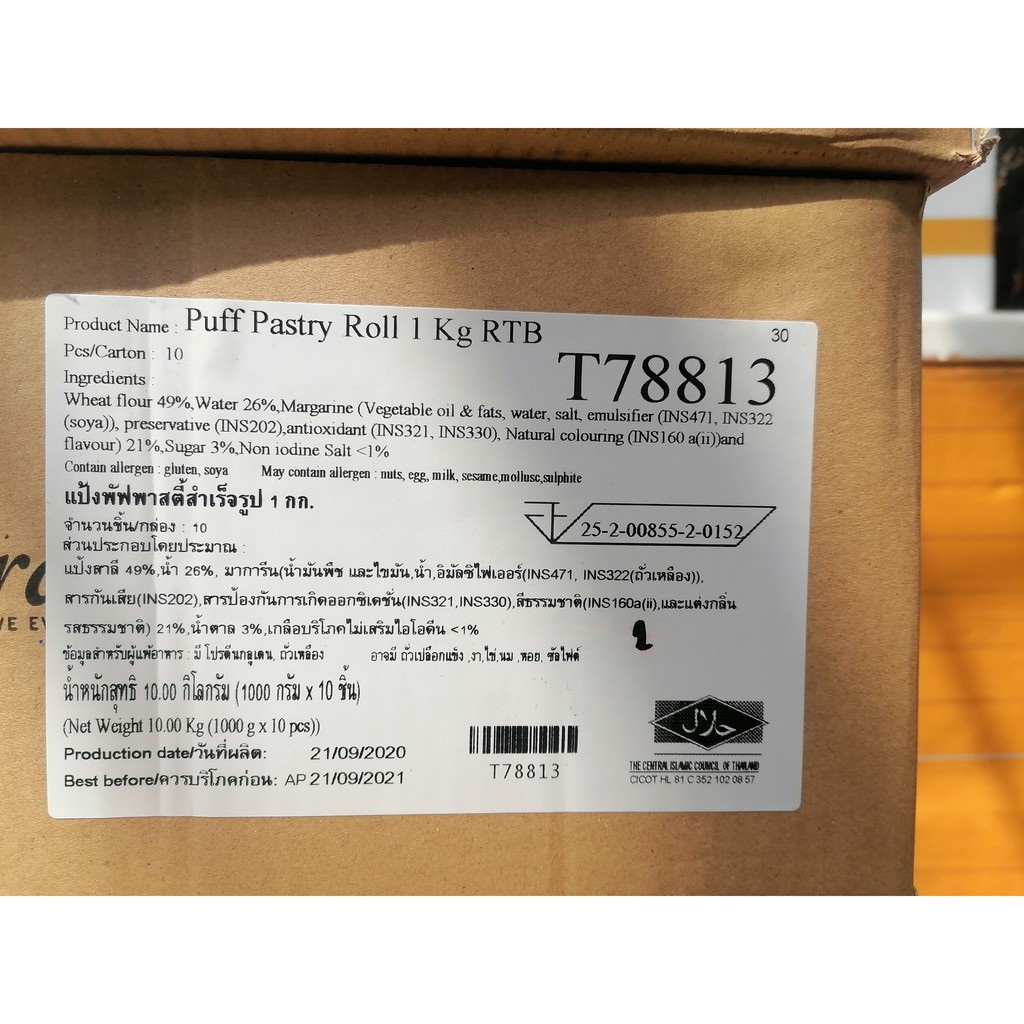 Product Name : Puff Pastry Roll 1 Kg RTB
30
Pcs/Carton : 10
T78813
Ingredients :
Wheat flour 49%,Water 26%,Margarine (Vegetable oil & fats, water, salt, emulsifier (INS471, INS322
(soya)), preservative (INS202),antioxidant (INS321, INS330), Natural colouring (INS160 a(ii))and
flavour) 21%,Sugar 3%,Non iodine Salt <1%
Contain allergen : gluten, soya May contain allergen : nuts, egg, milk, sesame,mollusc,sulphite
แป้งพัฟพาสตี้สำเร็จรูป 1 กก.
จำนวนชิ้น/กล่อง : 10
25-2-00855-2-0152
ส่วนประกอบโดยประมาณ :
แป้งสาลี 49%,น้ำ 26%, มาการีน(น้ำมันพืช และไขมัน,น้ำ,อิมัลซิไฟเออร์(INS471, INS322(ถั่วเหลือง)),
สารกันเสีย(INS202),สารป้องกันการเกิดออกซิเดชั่น(INS321,INS330),สีธรรมชาติ(INS160a(ii),และแต่งกลิ่น
รสธรรมชาติ) 21%,น้ำตาล 3%,เกลือบริโภคไม่เสริมไอโอดีน <1%
ข้อมูลสำหรับผู้แพ้อาหาร : มี โปรตีนกลูเตน, ถั่วเหลือง อาจมี ถั่วเปลือกแข็ง ,งา,ไข่,นม ,หอย, ซัลไฟต์
น้ำหนักสุทธิ 10.00 กิโลกรัม (1000 กรัม x 10 ชิ้น)
(Net Weight 10.00 Kg (1000 g x 10 pcs))
Production date/วันที่ผลิต: 21/09/2020
Best before/ควรบริโภคก่อน: AP 21/09/2021
T78813
حلال
THE CENTRAL ISLAMIC COUNCIL OF THAILAND
CICOT HL 81 C 352 102 08 57